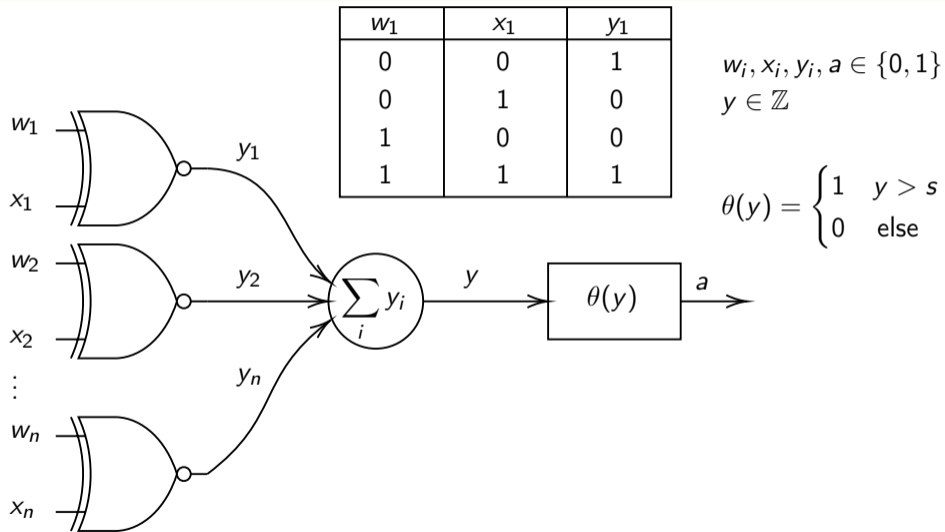 w₁ x₁ y₁
0 0 1
0 1 0
1 0 0
1 1 1
wᵢ, xᵢ, yᵢ, a ∈ {0, 1}
y ∈ ℤ
θ(y) = { 1 y > s
0 else
w₁
x₁
y₁
w₂
x₂
y₂
⋮
wₙ
xₙ
yₙ
∑ᵢ yᵢ
y
θ(y)
a